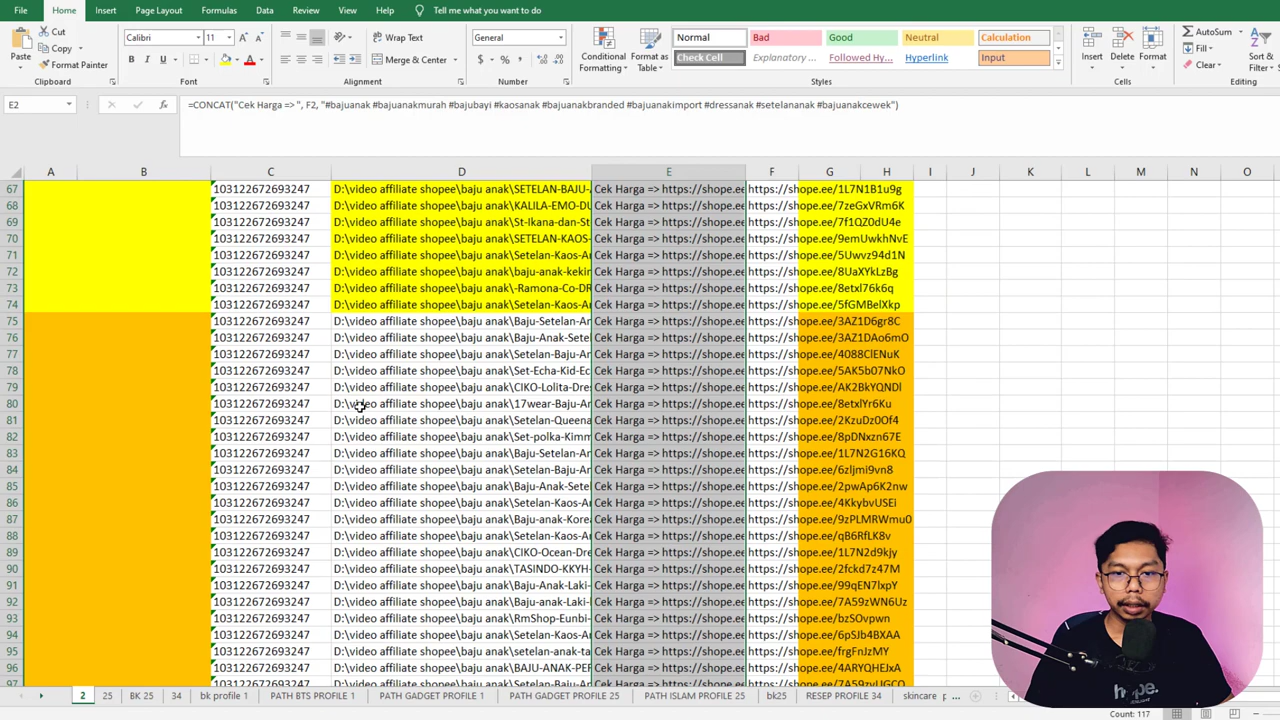 File Home Insert Page Layout Formulas Data Review View Help Tell me what you want to do
Cut
Copy
Format Painter
Paste
Clipboard
Calibri 11
B I U
Font
Wrap Text
Merge & Center
Alignment
General
Number
Conditional Formatting
Format as Table
Normal Bad Good Neutral Calculation
Check Cell Explanatory ... Followed Hy... Hyperlink Input
Styles
Insert Delete Format
Cells
AutoSum
Fill
Clear
Sort & Filter
Editing
E2 fx =CONCAT("Cek Harga => ", F2, "#bajuanak #bajuanakmurah #bajubayi #kaosanak #bajuanakbranded #bajuanakimport #dressanak #setelananak #bajuanakcewek")
A B C D E F G H I J K L M N O
67 103122672693247 D:\video affiliate shopee\baju anak\SETELAN-BAJU- Cek Harga => https://shope.ee https://shope.ee/1L7N1B1u9g
68 103122672693247 D:\video affiliate shopee\baju anak\KALILA-EMO-DU Cek Harga => https://shope.ee https://shope.ee/7zeGxVRm6K
69 103122672693247 D:\video affiliate shopee\baju anak\St-Ikana-dan-St Cek Harga => https://shope.ee https://shope.ee/7f1QZ0dU4e
70 103122672693247 D:\video affiliate shopee\baju anak\SETELAN-KAOS- Cek Harga => https://shope.ee https://shope.ee/9emUwkhNvE
71 103122672693247 D:\video affiliate shopee\baju anak\Setelan-Kaos-A Cek Harga => https://shope.ee https://shope.ee/5Uwvz94d1N
72 103122672693247 D:\video affiliate shopee\baju anak\baju-anak-kekin Cek Harga => https://shope.ee https://shope.ee/8UaXYkLzBg
73 103122672693247 D:\video affiliate shopee\baju anak\-Ramona-Co-DR Cek Harga => https://shope.ee https://shope.ee/8etxl76k6q
74 103122672693247 D:\video affiliate shopee\baju anak\Setelan-Kaos-A Cek Harga => https://shope.ee https://shope.ee/5fGMBelXkp
75 103122672693247 D:\video affiliate shopee\baju anak\Baju-Setelan-Ar Cek Harga => https://shope.ee https://shope.ee/3AZ1D6gr8C
76 103122672693247 D:\video affiliate shopee\baju anak\Baju-Anak-Setel Cek Harga => https://shope.ee https://shope.ee/3AZ1DAo6mO
77 103122672693247 D:\video affiliate shopee\baju anak\Setelan-Baju-Ar Cek Harga => https://shope.ee https://shope.ee/4088ClENuK
78 103122672693247 D:\video affiliate shopee\baju anak\Set-Echa-Kid-Ec Cek Harga => https://shope.ee https://shope.ee/5AK5b07NkO
79 103122672693247 D:\video affiliate shopee\baju anak\CIKO-Lolita-Dres Cek Harga => https://shope.ee https://shope.ee/AK2BkYQNDl
80 103122672693247 D:\video affiliate shopee\baju anak\17wear-Baju-Ar Cek Harga => https://shope.ee https://shope.ee/8etxlYr6Ku
81 103122672693247 D:\video affiliate shopee\baju anak\Setelan-Queena Cek Harga => https://shope.ee https://shope.ee/2KzuDz0Of4
82 103122672693247 D:\video affiliate shopee\baju anak\Set-polka-Kimm Cek Harga => https://shope.ee https://shope.ee/8pDNxzn67E
83 103122672693247 D:\video affiliate shopee\baju anak\Setelan-Kaos-Ar Cek Harga => https://shope.ee https://shope.ee/1L7N2G16KQ
84 103122672693247 D:\video affiliate shopee\baju anak\Setelan-Baju-Ar Cek Harga => https://shope.ee https://shope.ee/6zljmi9vn8
85 103122672693247 D:\video affiliate shopee\baju anak\Baju-Anak-Setel Cek Harga => https://shope.ee https://shope.ee/2pwAp6K2nw
86 103122672693247 D:\video affiliate shopee\baju anak\Setelan-Kaos-Ar Cek Harga => https://shope.ee https://shope.ee/4KkybvUSEi
87 103122672693247 D:\video affiliate shopee\baju anak\Baju-anak-Korea Cek Harga => https://shope.ee https://shope.ee/9zPLMRWmu0
88 103122672693247 D:\video affiliate shopee\baju anak\Setelan-Kaos-Ar Cek Harga => https://shope.ee https://shope.ee/qB6RfLK8v
89 103122672693247 D:\video affiliate shopee\baju anak\CIKO-Ocean-Dre Cek Harga => https://shope.ee https://shope.ee/1L7N2d9kjy
90 103122672693247 D:\video affiliate shopee\baju anak\TASINDO-KKYH- Cek Harga => https://shope.ee https://shope.ee/2fckd7z47M
91 103122672693247 D:\video affiliate shopee\baju anak\Baju-Anak-Laki- Cek Harga => https://shope.ee https://shope.ee/99qEN7lxpY
92 103122672693247 D:\video affiliate shopee\baju anak\Baju-anak-Laki-l Cek Harga => https://shope.ee https://shope.ee/7A59zWN6Uz
93 103122672693247 D:\video affiliate shopee\baju anak\RmShop-Eunbi- Cek Harga => https://shope.ee https://shope.ee/bzSOvpwn
94 103122672693247 D:\video affiliate shopee\baju anak\Setelan-Kaos-Ar Cek Harga => https://shope.ee https://shope.ee/6pSJb4BXAA
95 103122672693247 D:\video affiliate shopee\baju anak\setelan-anak-ta Cek Harga => https://shope.ee https://shope.ee/frgFnJzMY
96 103122672693247 D:\video affiliate shopee\baju anak\BAJU-ANAK-PER Cek Harga => https://shope.ee https://shope.ee/4ARYQHEJxA
hope.
2 25 BK 25 34 bk profile 1 PATH BTS PROFILE 1 PATH GADGET PROFILE 1 PATH GADGET PROFILE 25 PATH ISLAM PROFILE 25 bk25 RESEP PROFILE 34 skincare p ...
Count: 117